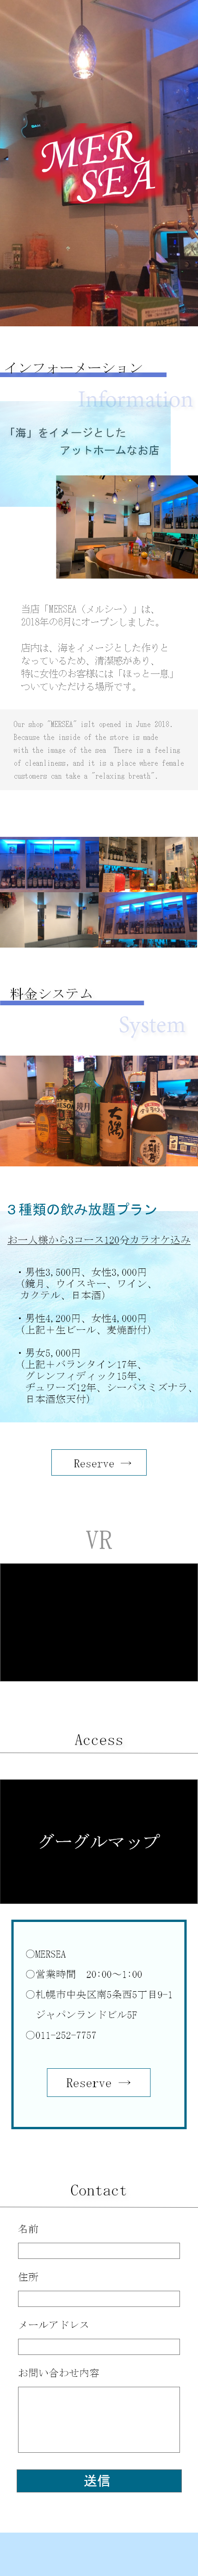 MER
SEA
インフォーメーション
Information
「海」をイメージとした
アットホームなお店
当店「MERSEA（メルシー）」は、
2018年の6月にオープンしました。
店内は、海をイメージとした作りと
なっているため、清潔感があり、
特に女性のお客様には「ほっと一息」
ついていただける場所です。
Our shop "MERSEA" islt opened in June 2018.
Because the inside of the store is made
with the image of the sea　There is a feeling
of cleanliness, and it is a place where female
customers can take a "relaxing breath".
料金システム
System
３種類の飲み放題プラン
お一人様から3コース120分カラオケ込み
・男性3,500円、女性3,000円
（鏡月、ウイスキー、ワイン、
カクテル、日本酒）
・男性4,200円、女性4,000円
（上記＋生ビール、麦焼酎付）
・男女5,000円
（上記＋バランタイン17年、
グレンフィディック15年、
デュワーズ12年、シーバスミズナラ、
日本酒悠天付）
Reserve →
VR
Access
グーグルマップ
〇MERSEA
〇営業時間　20:00～1:00
〇札幌市中央区南5条西5丁目9-1
ジャパンランドビル5F
〇011-252-7757
Reserve →
Contact
名前
住所
メールアドレス
お問い合わせ内容
送信